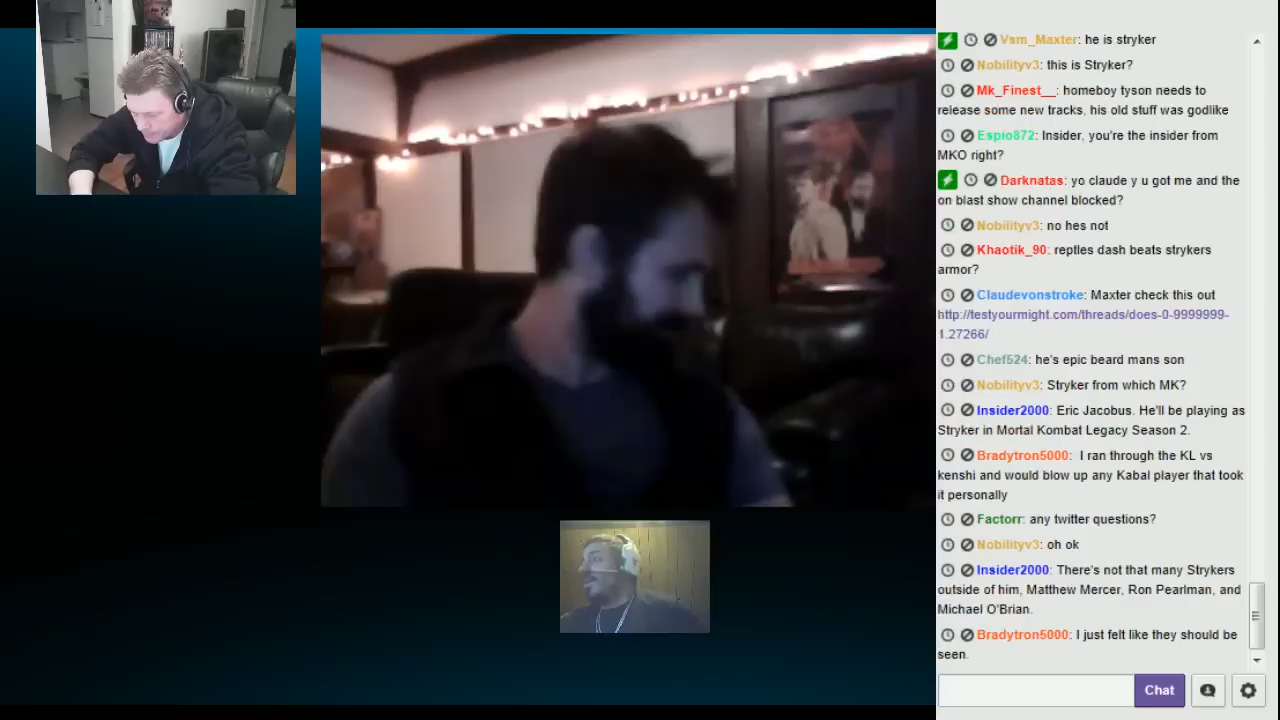 Vsm_Maxter: he is stryker
Nobilityv3: this is Stryker?
Mk_Finest__: homeboy tyson needs to
release some new tracks, his old stuff was godlike
Espio872: Insider, you're the insider from
MKO right?
Darknatas: yo claude y u got me and the
on blast show channel blocked?
Nobilityv3: no hes not
Khaotik_90: reptles dash beats strykers
armor?
Claudevonstroke: Maxter check this out
http://testyourmight.com/threads/does-0-9999999-
1.27266/
Chef524: he's epic beard mans son
Nobilityv3: Stryker from which MK?
Insider2000: Eric Jacobus. He'll be playing as
Stryker in Mortal Kombat Legacy Season 2.
Bradytron5000: I ran through the KL vs
kenshi and would blow up any Kabal player that took
it personally
Factorr: any twitter questions?
Nobilityv3: oh ok
Insider2000: There's not that many Strykers
outside of him, Matthew Mercer, Ron Pearlman, and
Michael O'Brian.
Bradytron5000: I just felt like they should be
seen.
Chat